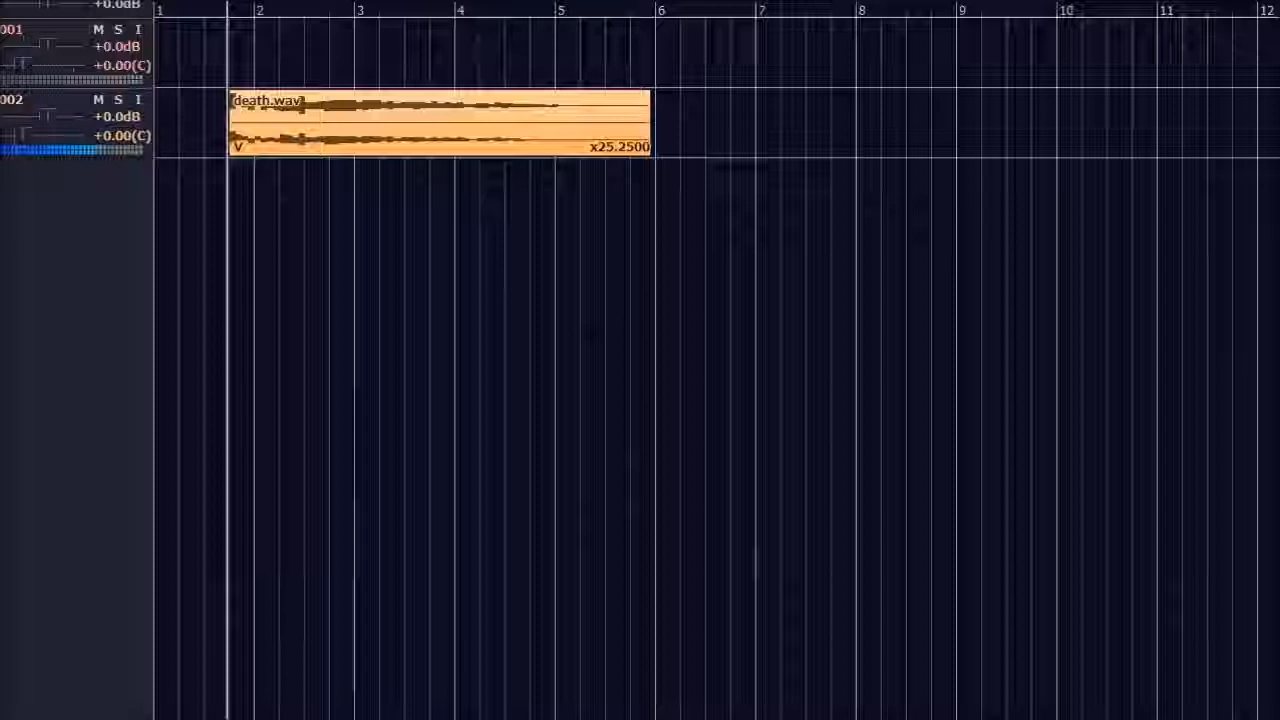 +0.0dB
1 2 3 4 5 6 7 8 9 10 11 12
001 M S I
+0.0dB
+0.00(C)
002 M S I
+0.0dB
+0.00(C)
death.wav
V x25.2500